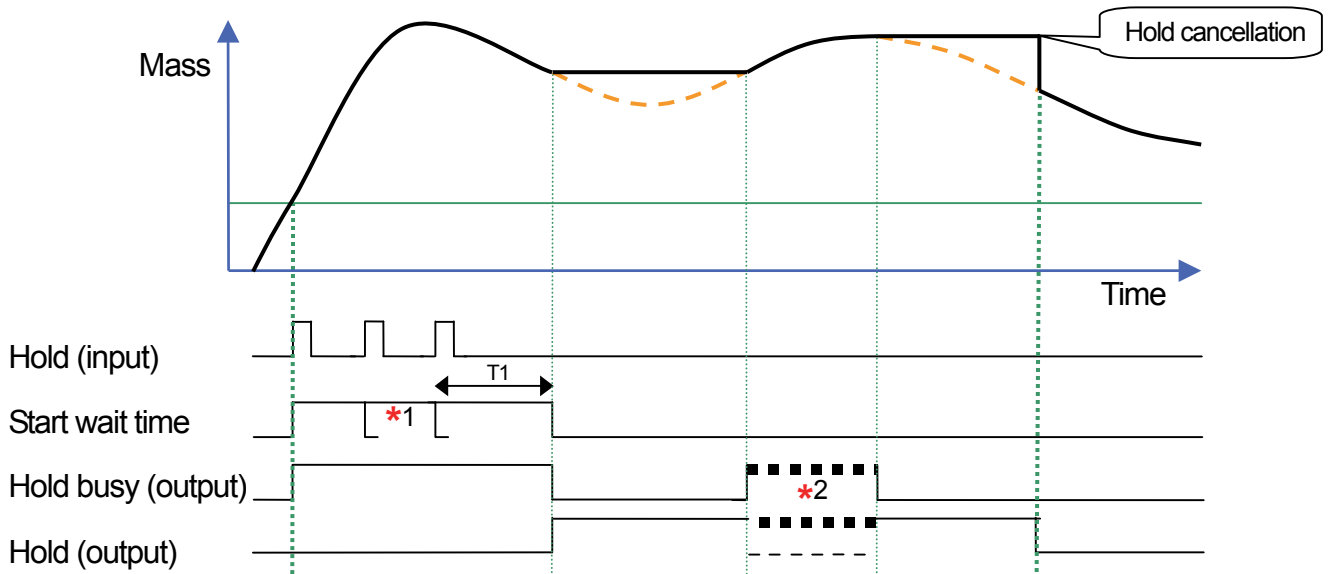 Hold cancellation
Mass
Time
Hold (input)
T1
Start wait time
*1
Hold busy (output)
*2
Hold (output)